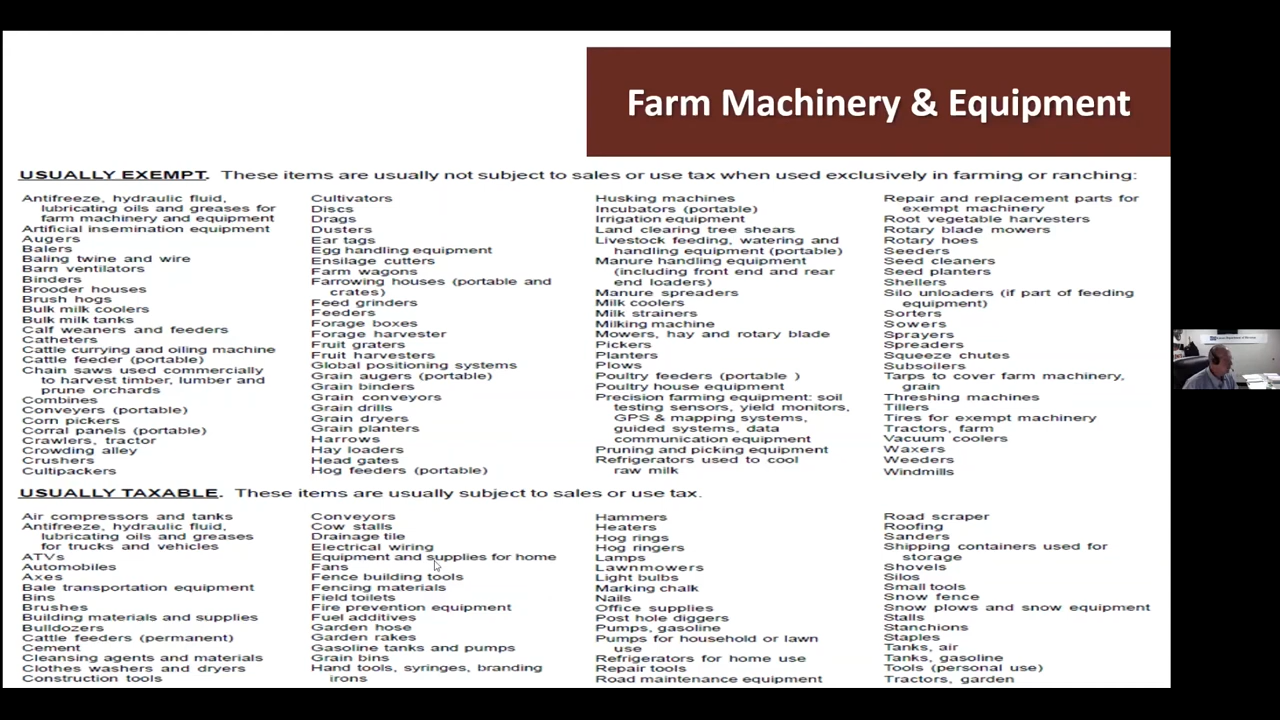 Farm Machinery & Equipment
USUALLY EXEMPT. These items are usually not subject to sales or use tax when used exclusively in farming or ranching:
Antifreeze, hydraulic fluid,
lubricating oils and greases for
farm machinery and equipment
Artificial insemination equipment
Augers
Balers
Baling twine and wire
Barn ventilators
Binders
Brooder houses
Brush hogs
Bulk milk coolers
Bulk milk tanks
Calf weaners and feeders
Catheters
Cattle currying and oiling machine
Cattle feeder (portable)
Chain saws used commercially
to harvest timber, lumber and
prune orchards
Combines
Conveyers (portable)
Corn pickers
Corral panels (portable)
Crawlers, tractor
Crowding alley
Crushers
Cultipackers
Cultivators
Discs
Drags
Dusters
Ear tags
Egg handling equipment
Ensilage cutters
Farm wagons
Farrowing houses (portable and
crates)
Feed grinders
Feeders
Forage boxes
Forage harvester
Fruit graters
Fruit harvesters
Global positioning systems
Grain augers (portable)
Grain binders
Grain conveyors
Grain drills
Grain dryers
Grain planters
Harrows
Hay loaders
Head gates
Hog feeders (portable)
Husking machines
Incubators (portable)
Irrigation equipment
Land clearing tree shears
Livestock feeding, watering and
handling equipment (portable)
Manure handling equipment
(including front end and rear
end loaders)
Manure spreaders
Milk coolers
Milk strainers
Milking machine
Mowers, hay and rotary blade
Pickers
Planters
Plows
Poultry feeders (portable )
Poultry house equipment
Precision farming equipment: soil
testing sensors, yield monitors,
GPS & mapping systems,
guided systems, data
communication equipment
Pruning and picking equipment
Refrigerators used to cool
raw milk
Repair and replacement parts for
exempt machinery
Root vegetable harvesters
Rotary blade mowers
Rotary hoes
Seeders
Seed cleaners
Seed planters
Shellers
Silo unloaders (if part of feeding
equipment)
Sorters
Sowers
Sprayers
Spreaders
Squeeze chutes
Subsoilers
Tarps to cover farm machinery,
grain
Threshing machines
Tillers
Tires for exempt machinery
Tractors, farm
Vacuum coolers
Waxers
Weeders
Windmills
USUALLY TAXABLE. These items are usually subject to sales or use tax.
Air compressors and tanks
Antifreeze, hydraulic fluid,
lubricating oils and greases
for trucks and vehicles
ATVs
Automobiles
Axes
Bale transportation equipment
Bins
Brushes
Building materials and supplies
Bulldozers
Cattle feeders (permanent)
Cement
Cleansing agents and materials
Clothes washers and dryers
Construction tools
Conveyors
Cow stalls
Drainage tile
Electrical wiring
Equipment and supplies for home
Fans
Fence building tools
Fencing materials
Field toilets
Fire prevention equipment
Fuel additives
Garden hose
Garden rakes
Gasoline tanks and pumps
Grain bins
Hand tools, syringes, branding
irons
Hammers
Heaters
Hog rings
Hog ringers
Lamps
Lawnmowers
Light bulbs
Marking chalk
Nails
Office supplies
Post hole diggers
Pumps, gasoline
Pumps for household or lawn
use
Refrigerators for home use
Repair tools
Road maintenance equipment
Road scraper
Roofing
Sanders
Shipping containers used for
storage
Shovels
Silos
Small tools
Snow fence
Snow plows and snow equipment
Stalls
Stanchions
Staples
Tanks, air
Tanks, gasoline
Tools (personal use)
Tractors, garden